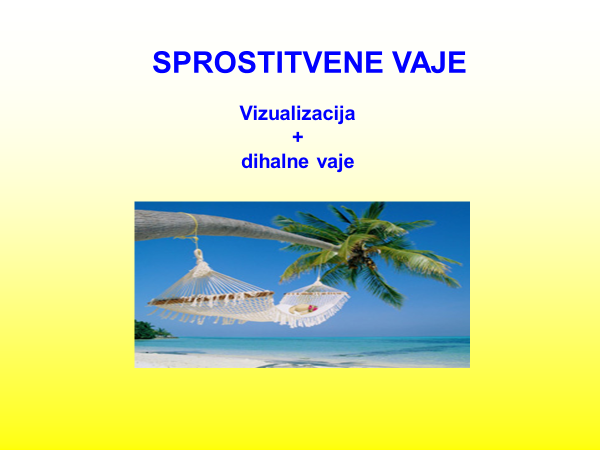 SPROSTITVENE VAJE
Vizualizacija
+
dihalne vaje